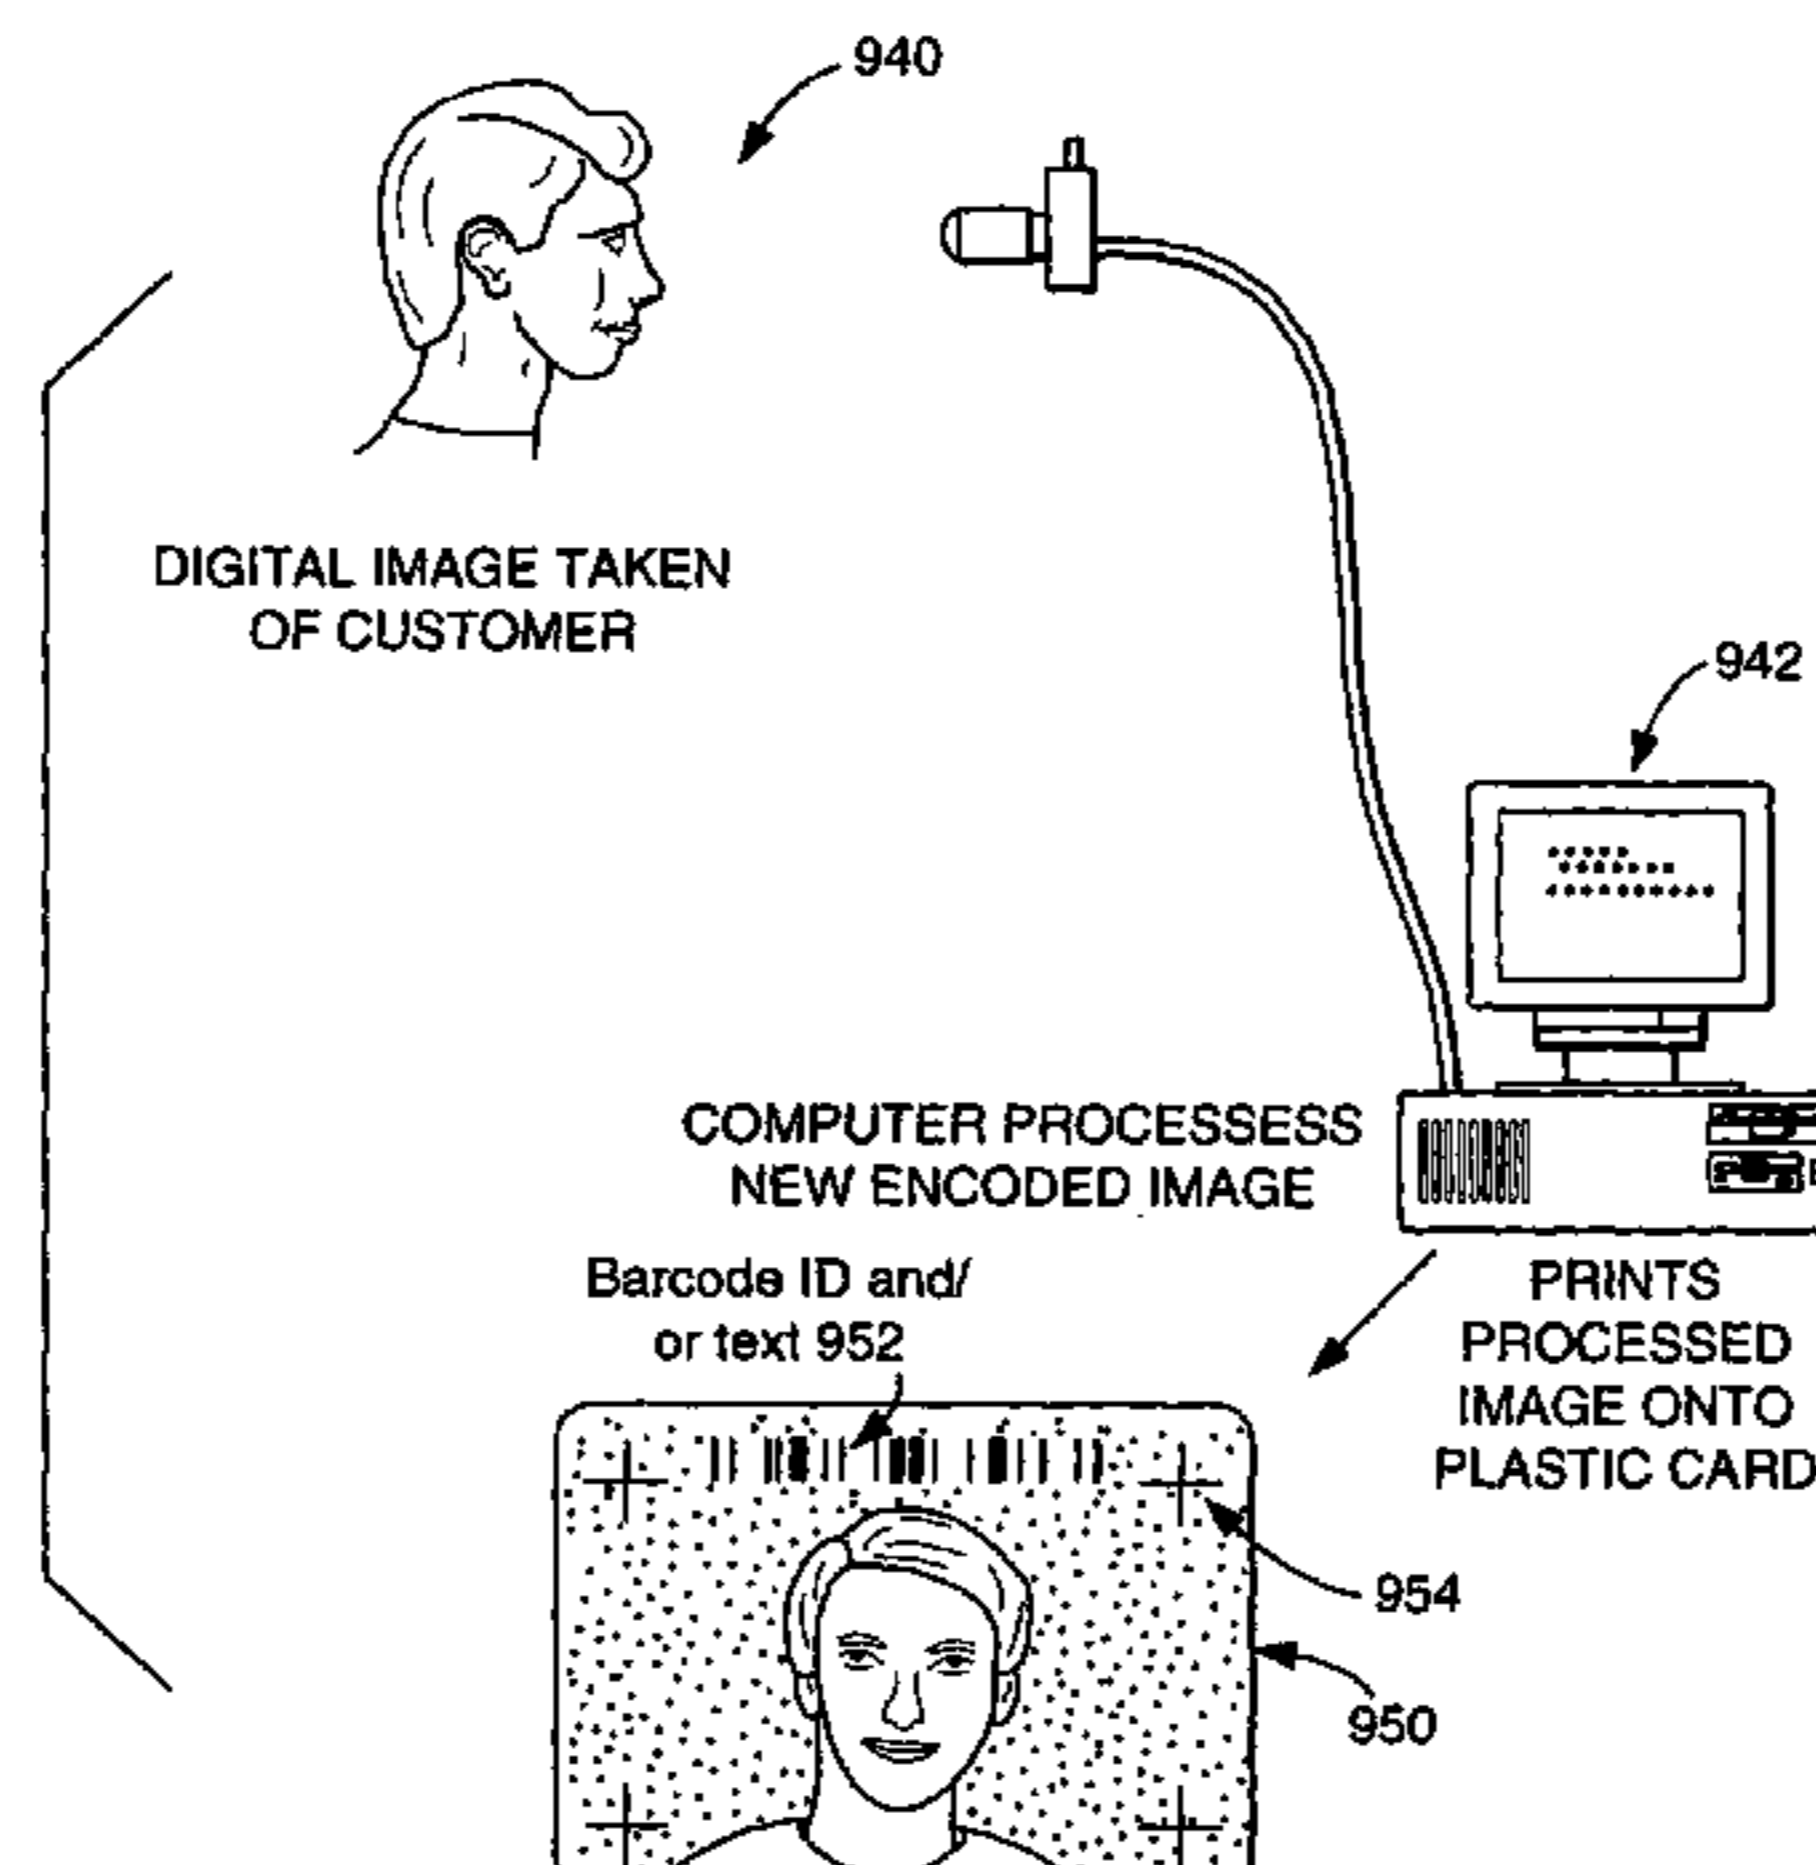 940
DIGITAL IMAGE TAKEN
OF CUSTOMER
942
COMPUTER PROCESSESS
NEW ENCODED IMAGE
Barcode ID and/
or text 952
PRINTS
PROCESSED
IMAGE ONTO
PLASTIC CARD
954
950